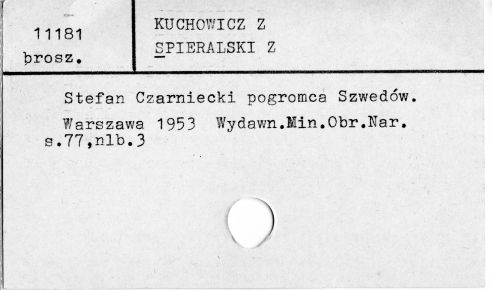 11181
brosz.
KUCHOWICZ Z
SPIERALSKI Z
Stefan Czarniecki pogromca Szwedów.
Warszawa 1953 Wydawn.Min.Obr.Nar.
s.77,nlb.3